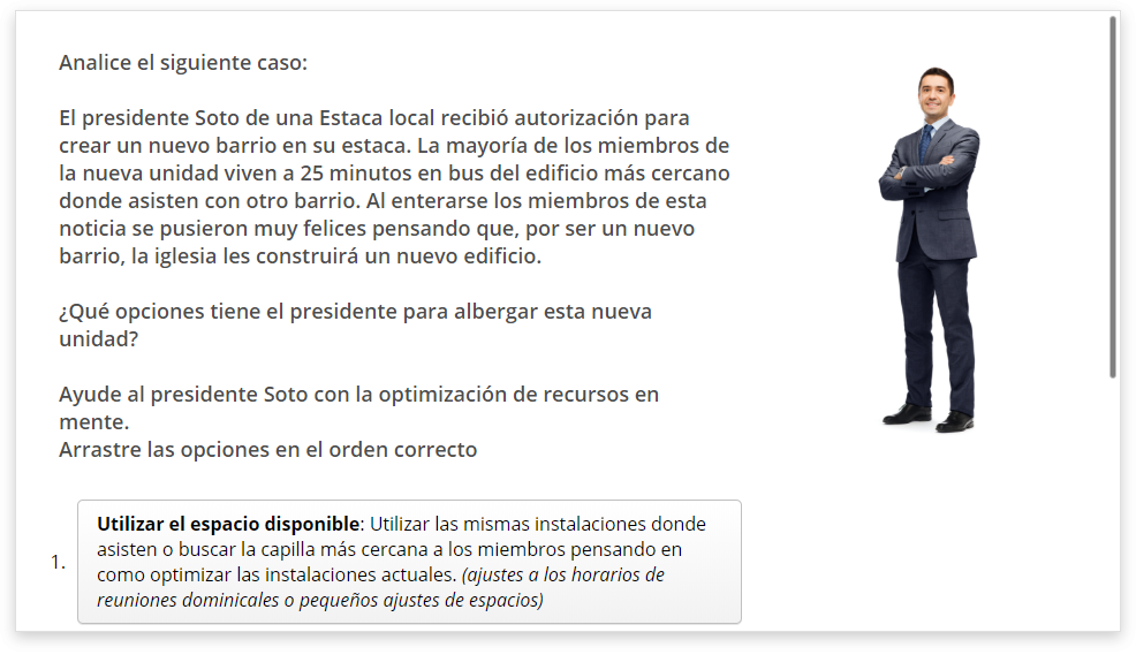 Analice el siguiente caso:
El presidente Soto de una Estaca local recibió autorización para
crear un nuevo barrio en su estaca. La mayoría de los miembros de
la nueva unidad viven a 25 minutos en bus del edificio más cercano
donde asisten con otro barrio. Al enterarse los miembros de esta
noticia se pusieron muy felices pensando que, por ser un nuevo
barrio, la iglesia les construirá un nuevo edificio.
¿Qué opciones tiene el presidente para albergar esta nueva
unidad?
Ayude al presidente Soto con la optimización de recursos en
mente.
Arrastre las opciones en el orden correcto
1.
Utilizar el espacio disponible: Utilizar las mismas instalaciones donde
asisten o buscar la capilla más cercana a los miembros pensando en
como optimizar las instalaciones actuales. (ajustes a los horarios de
reuniones dominicales o pequeños ajustes de espacios)